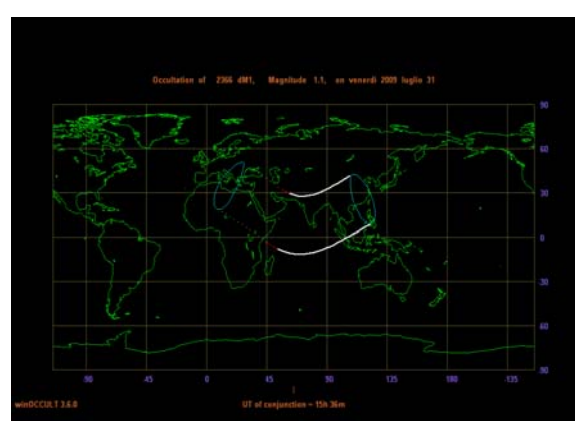 Occultation of 2366 dM1, Magnitude 1.1, on venerdì 2009 luglio 31
90
60
30
0
-30
-60
-90
-90 -45 0 45 90 135 180 -135
winOCCULT 3.6.0
UT of conjunction = 15h 36m